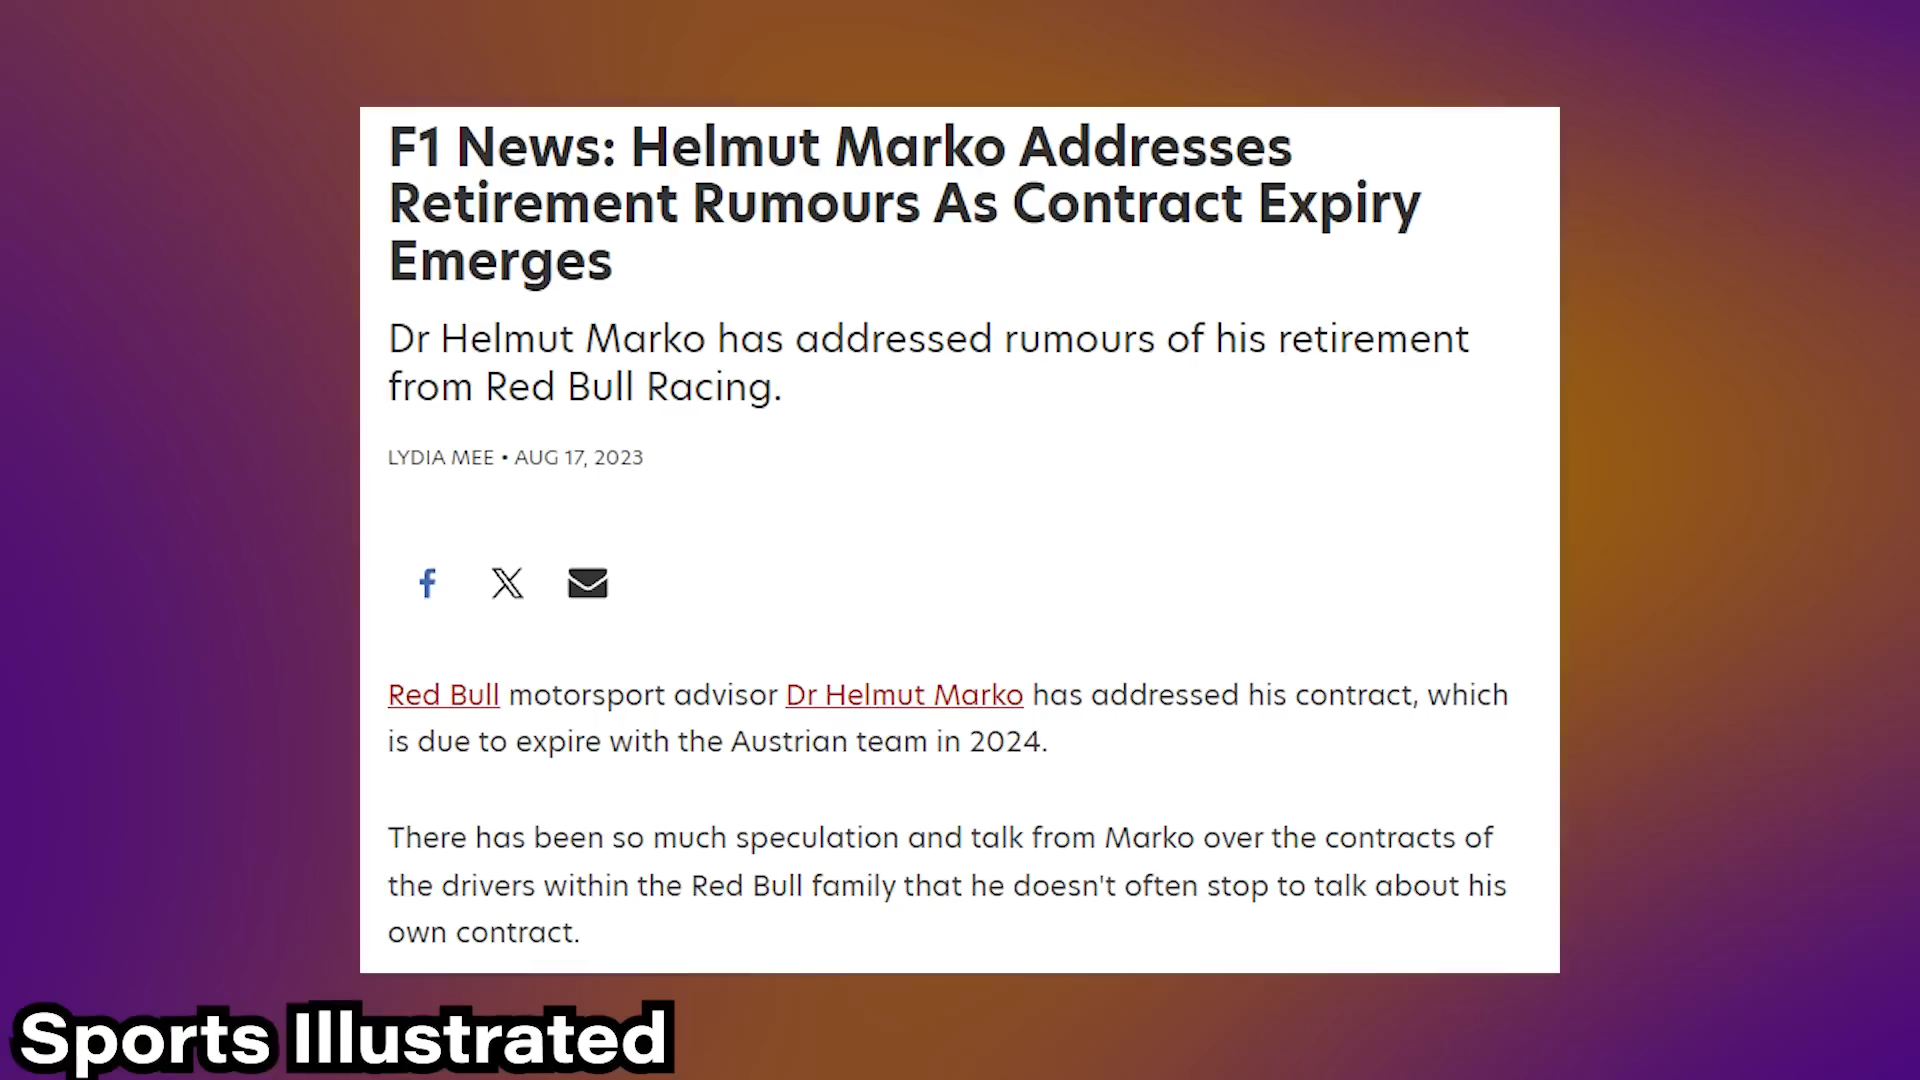 F1 News: Helmut Marko Addresses
Retirement Rumours As Contract Expiry
Emerges
Dr Helmut Marko has addressed rumours of his retirement
from Red Bull Racing.
LYDIA MEE • AUG 17, 2023
Red Bull motorsport advisor Dr Helmut Marko has addressed his contract, which
is due to expire with the Austrian team in 2024.
There has been so much speculation and talk from Marko over the contracts of
the drivers within the Red Bull family that he doesn't often stop to talk about his
own contract.
Sports Illustrated